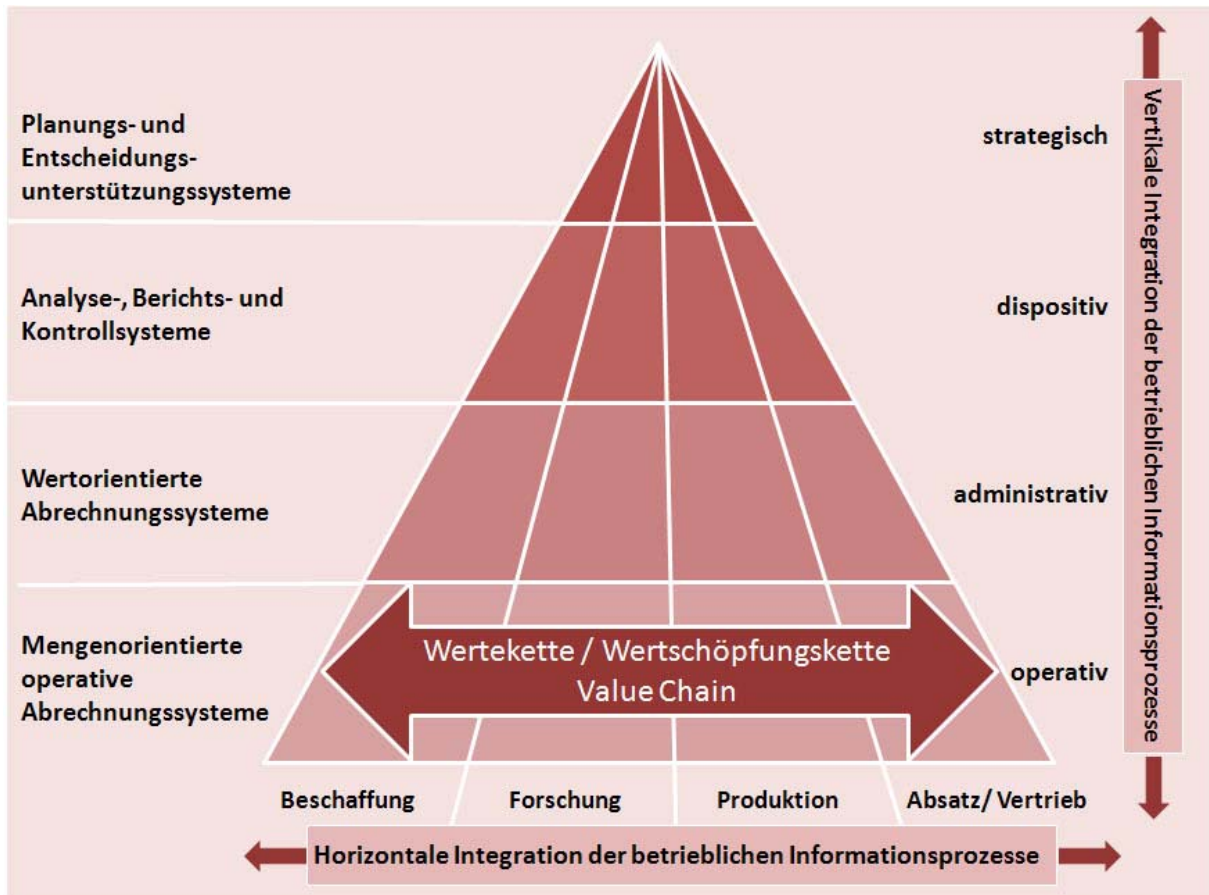 Planungs- und
Entscheidungs-
unterstützungssysteme
strategisch
Analyse-, Berichts- und
Kontrollsysteme
dispositiv
Wertorientierte
Abrechnungssysteme
administrativ
Mengenorientierte
operative
Abrechnungssysteme
Wertekette / Wertschöpfungskette
Value Chain
operativ
Beschaffung
Forschung
Produktion
Absatz/ Vertrieb
Horizontale Integration der betrieblichen Informationsprozesse
Vertikale Integration der betrieblichen Informationsprozesse